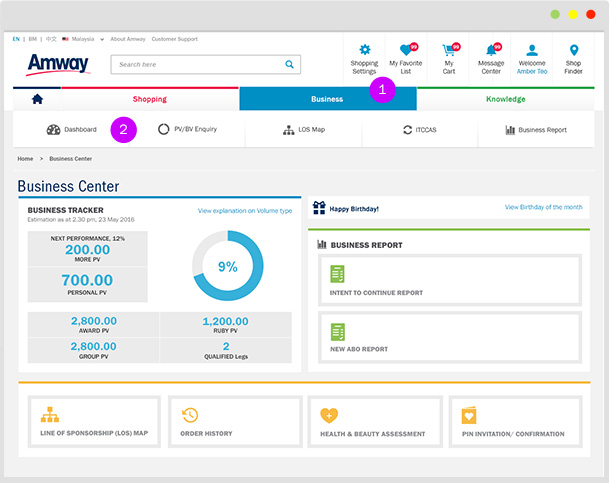 EN | BM | 中文 Malaysia About Amway Customer Support
Amway
Search here
Shopping Settings
99
My Favorite List
99
My Cart
99
Message Center
Welcome Amber Teo
Shop Finder
Shopping
Business
1
Knowledge
Dashboard
2
PV/BV Enquiry
LOS Map
ITCCAS
Business Report
Home > Business Center
Business Center
BUSINESS TRACKER
View explanation on Volume type
Estimation as at 2.30 pm, 23 May 2016
NEXT PERFORMANCE, 12%
200.00
MORE PV
700.00
PERSONAL PV
9%
2,800.00
AWARD PV
1,200.00
RUBY PV
2,800.00
GROUP PV
2
QUALIFIED Legs
Happy Birthday!
View Birthday of the month
BUSINESS REPORT
INTENT TO CONTINUE REPORT
NEW ABO REPORT
LINE OF SPONSORSHIP (LOS) MAP
ORDER HISTORY
HEALTH & BEAUTY ASSESSMENT
PIN INVITATION/ CONFIRMATION